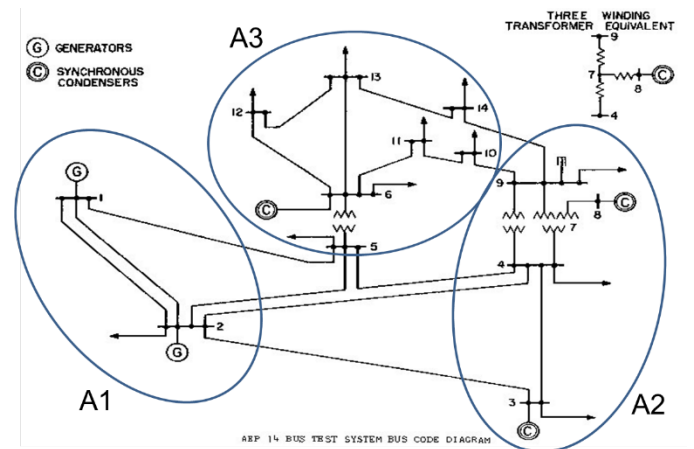 A3
THREE WINDING
TRANSFORMER EQUIVALENT
9
7
C
8
4
G GENERATORS
C SYNCHRONOUS
CONDENSERS
13
14
12
11
10
G
1
C
6
9
8
C
7
5
4
2
G
3
C
A1
A2
AEP 14 BUS TEST SYSTEM BUS CODE DIAGRAM